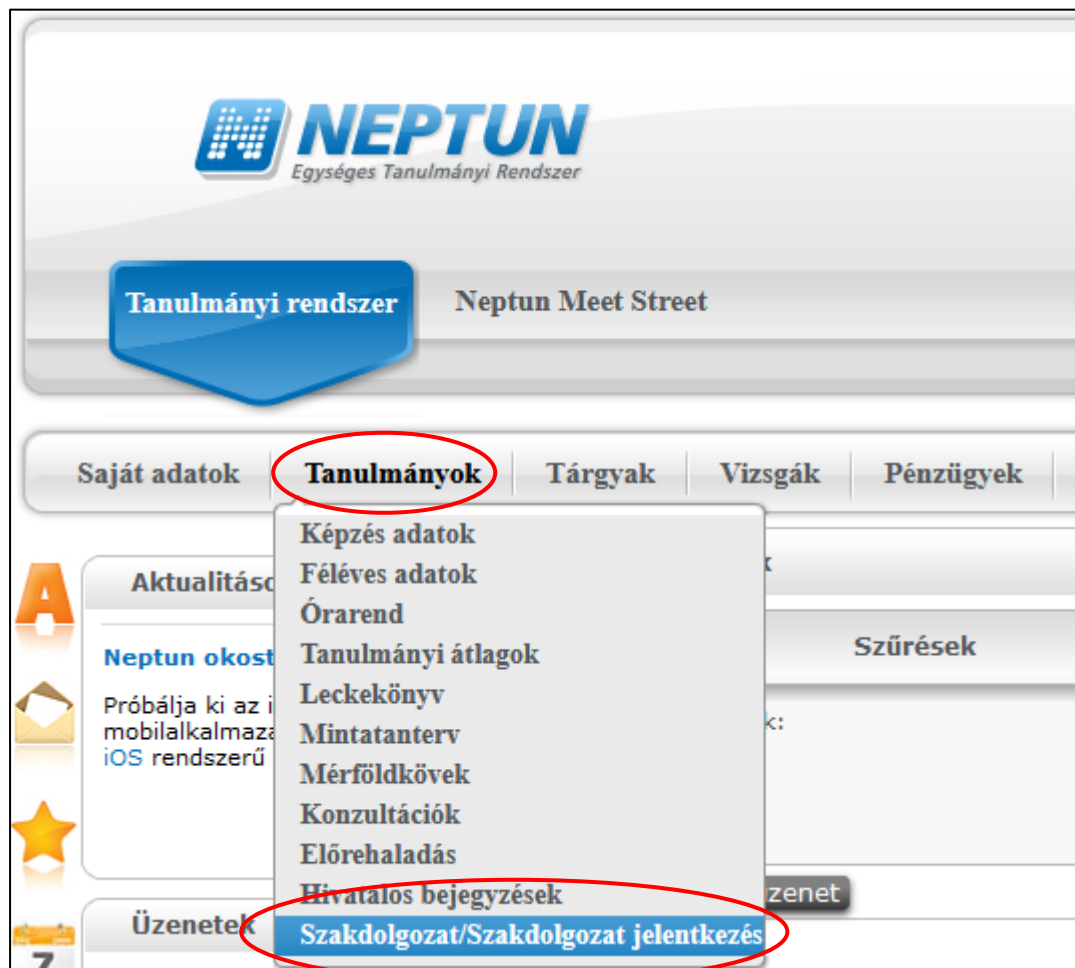 NEPTUN
Egységes Tanulmányi Rendszer
Tanulmányi rendszer
Neptun Meet Street
Saját adatok
Tanulmányok
Tárgyak
Vizsgák
Pénzügyek
Képzés adatok
Féléves adatok
Órarend
Tanulmányi átlagok
Leckekönyv
Mintatanterv
Mérföldkövek
Konzultációk
Előrehaladás
Hivatalos bejegyzések
Szakdolgozat/Szakdolgozat jelentkezés
A
Aktualitáso
Neptun okost
Próbálja ki az i
mobilalkalmaza
iOS rendszerű
k
Szűrések
k:
zenet
Üzenetek
7